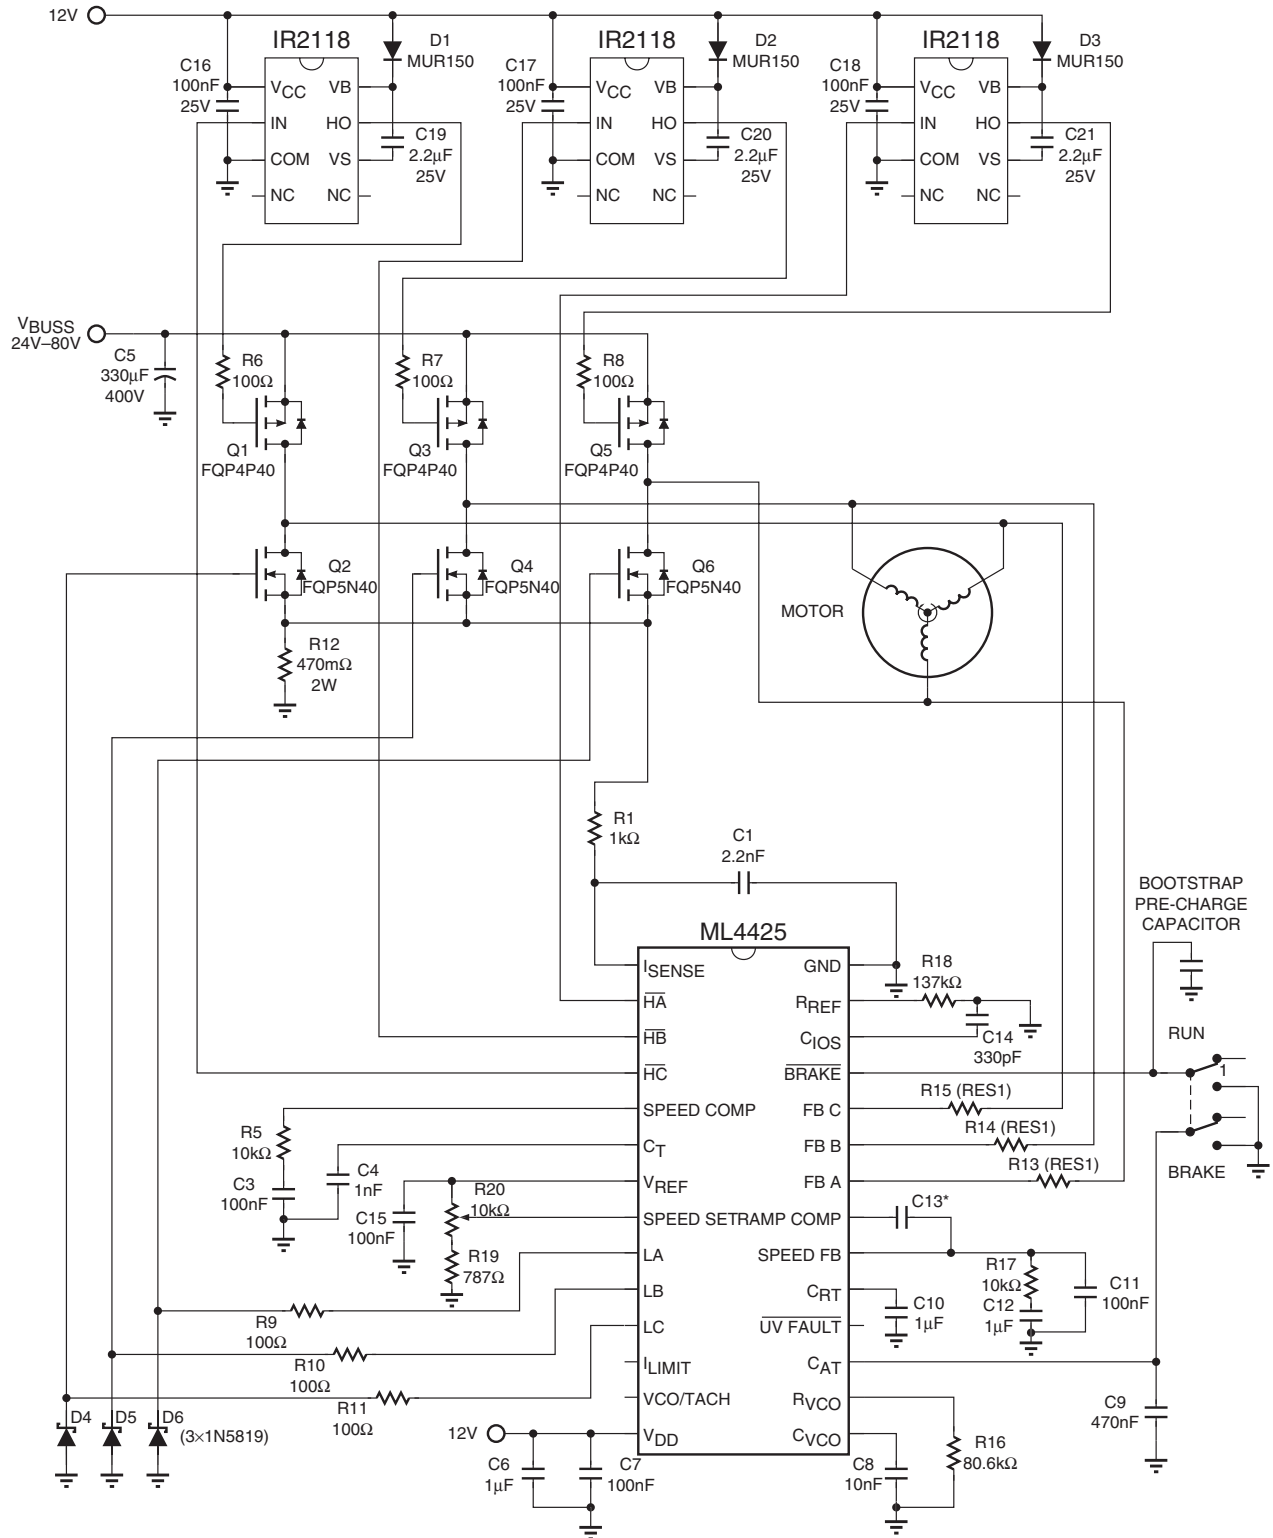 12V
IR2118
IR2118
IR2118
D1
MUR150
D2
MUR150
D3
MUR150
C16
100nF
25V
C17
100nF
25V
C18
100nF
25V
VCC
VB
IN
HO
COM
VS
NC
NC
VCC
VB
IN
HO
COM
VS
NC
NC
VCC
VB
IN
HO
COM
VS
NC
NC
C19
2.2µF
25V
C20
2.2µF
25V
C21
2.2µF
25V
VBUSS
24V–80V
C5
330µF
400V
R6
100Ω
R7
100Ω
R8
100Ω
Q1
FQP4P40
Q3
FQP4P40
Q5
FQP4P40
Q2
FQP5N40
Q4
FQP5N40
Q6
FQP5N40
MOTOR
R12
470mΩ
2W
R1
1kΩ
C1
2.2nF
BOOTSTRAP
PRE-CHARGE
CAPACITOR
ML4425
ISENSE
HA
HB
HC
SPEED COMP
CT
VREF
SPEED SET
LA
LB
LC
ILIMIT
VCO/TACH
VDD
GND
RREF
CIOS
BRAKE
FB C
FB B
FB A
RAMP COMP
SPEED FB
CRT
UV FAULT
CAT
RVCO
CVCO
R18
137kΩ
C14
330pF
RUN
1
BRAKE
R15 (RES1)
R14 (RES1)
R13 (RES1)
R5
10kΩ
C3
100nF
C4
1nF
C15
100nF
R20
10kΩ
R19
787Ω
C13*
R17
10kΩ
C12
1µF
C11
100nF
C10
1µF
R9
100Ω
R10
100Ω
R11
100Ω
D4
D5
D6
(3×1N5819)
12V
C6
1µF
C7
100nF
C8
10nF
R16
80.6kΩ
C9
470nF